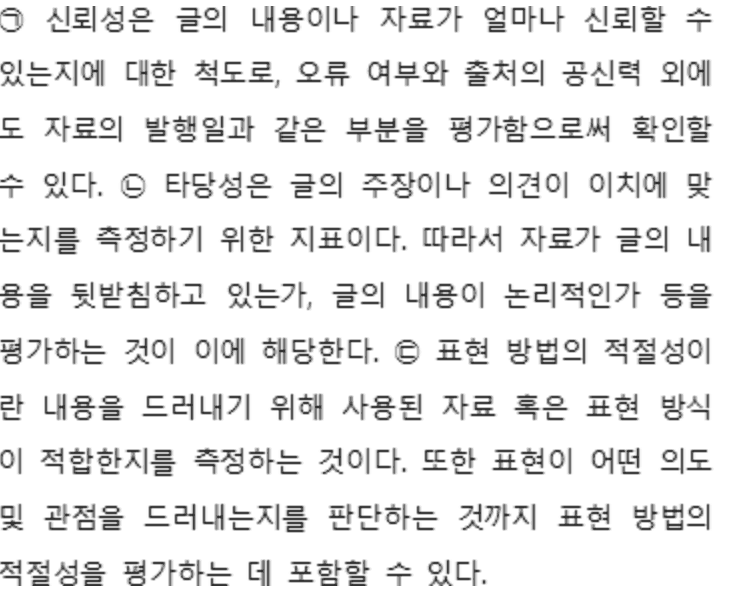 ㉠ 신뢰성은 글의 내용이나 자료가 얼마나 신뢰할 수
있는지에 대한 척도로, 오류 여부와 출처의 공신력 외에
도 자료의 발행일과 같은 부분을 평가함으로써 확인할
수 있다. ㉡ 타당성은 글의 주장이나 의견이 이치에 맞
는지를 측정하기 위한 지표이다. 따라서 자료가 글의 내
용을 뒷받침하고 있는가, 글의 내용이 논리적인가 등을
평가하는 것이 이에 해당한다. ㉢ 표현 방법의 적절성이
란 내용을 드러내기 위해 사용된 자료 혹은 표현 방식
이 적합한지를 측정하는 것이다. 또한 표현이 어떤 의도
및 관점을 드러내는지를 판단하는 것까지 표현 방법의
적절성을 평가하는 데 포함할 수 있다.